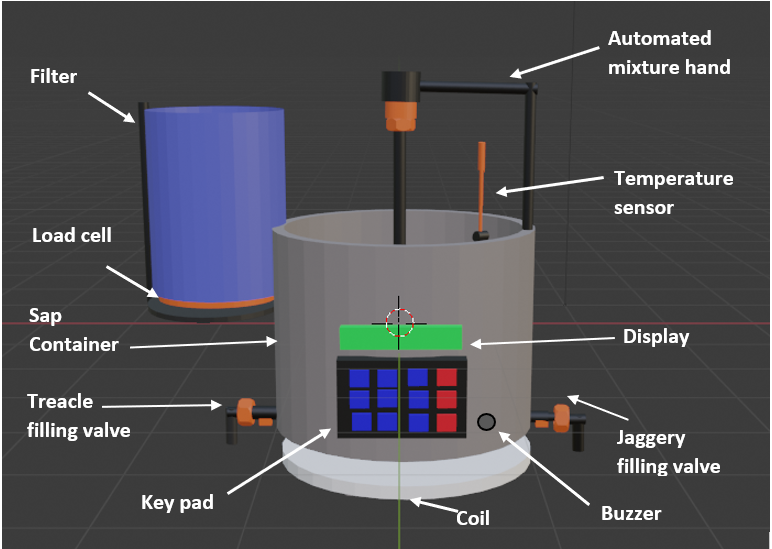 Automated
mixture hand
Filter
Temperature
sensor
Load cell
Sap
Container
Display
Treacle
filling valve
Jaggery
filling valve
Key pad
Coil
Buzzer